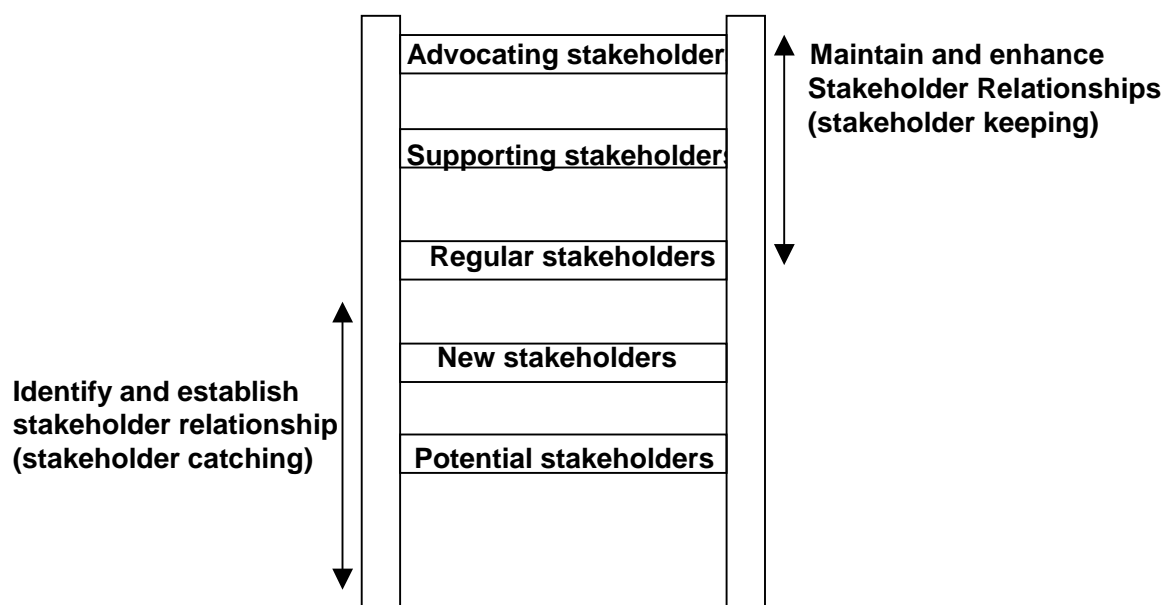 Advocating stakeholder
Maintain and enhance
Stakeholder Relationships
(stakeholder keeping)
Supporting stakeholders
Regular stakeholders
New stakeholders
Identify and establish
stakeholder relationship
(stakeholder catching)
Potential stakeholders